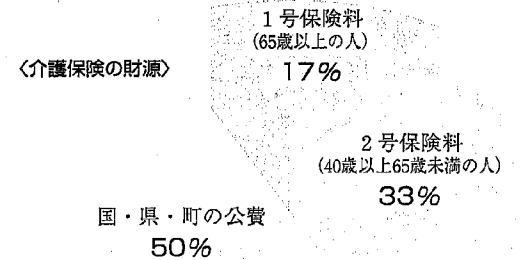 1号保険料
(65歳以上の人)
17%
〈介護保険の財源〉
2号保険料
(40歳以上65歳未満の人)
33%
国・県・町の公費
50%